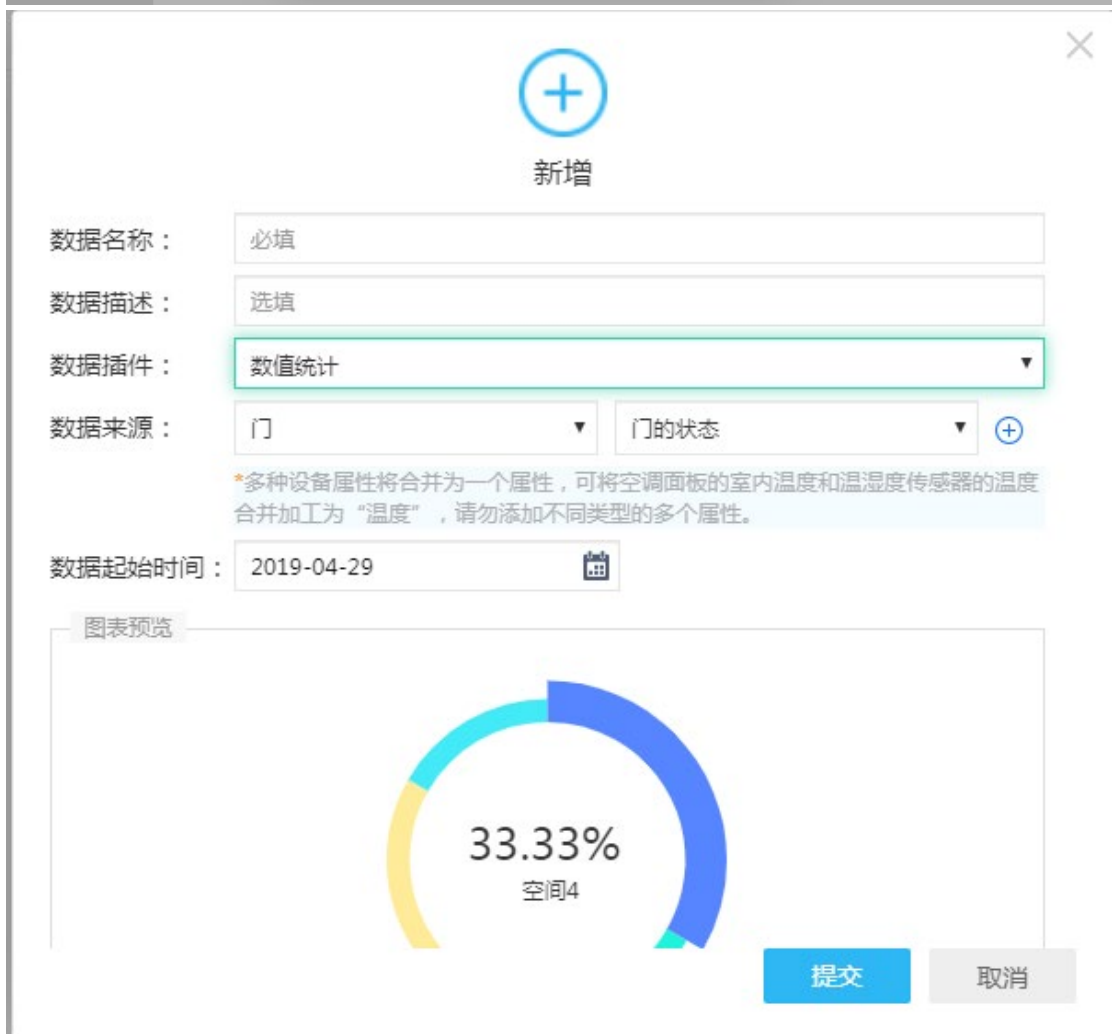 新增
数据名称：
必填
数据描述：
选填
数据插件：
数值统计
数据来源：
门
门的状态
*多种设备属性将合并为一个属性，可将空调面板的室内温度和温湿度传感器的温度
合并加工为“温度”，请勿添加不同类型的多个属性。
数据起始时间：
2019-04-29
图表预览
33.33%
空间4
提交
取消